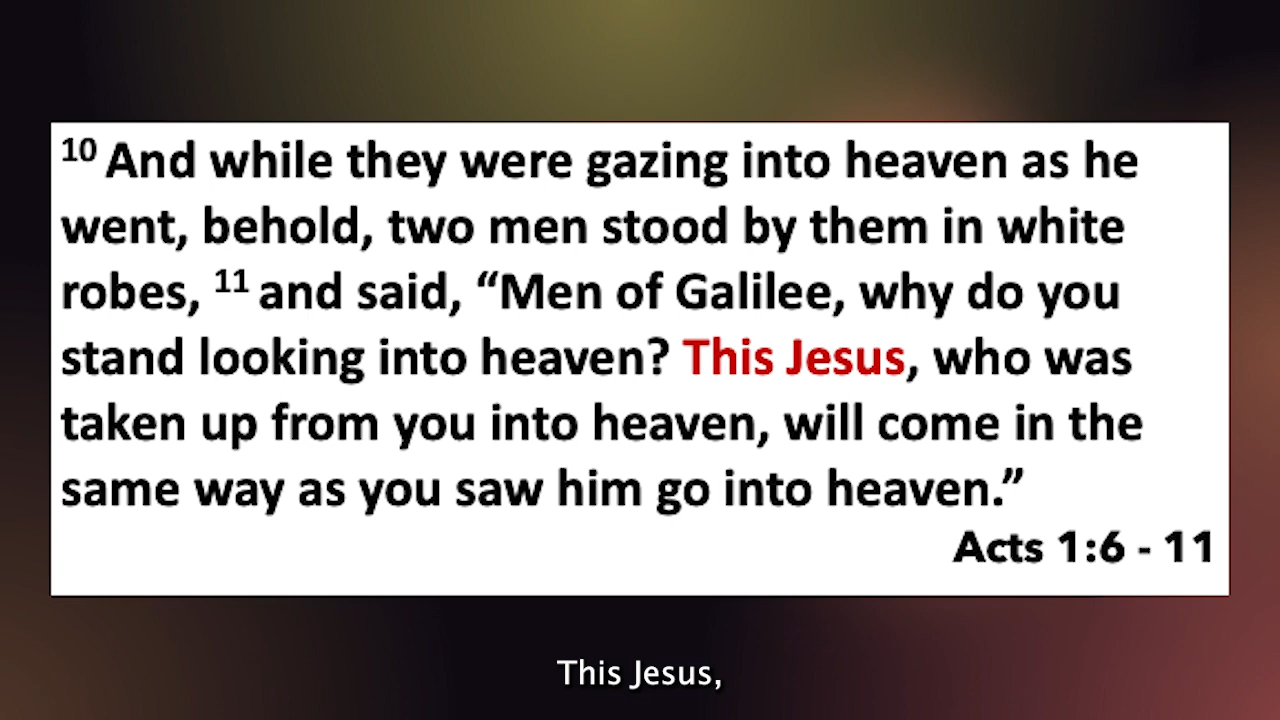 10 And while they were gazing into heaven as he
went, behold, two men stood by them in white
robes, 11 and said, “Men of Galilee, why do you
stand looking into heaven? This Jesus, who was
taken up from you into heaven, will come in the
same way as you saw him go into heaven.”
Acts 1:6 - 11
This Jesus,